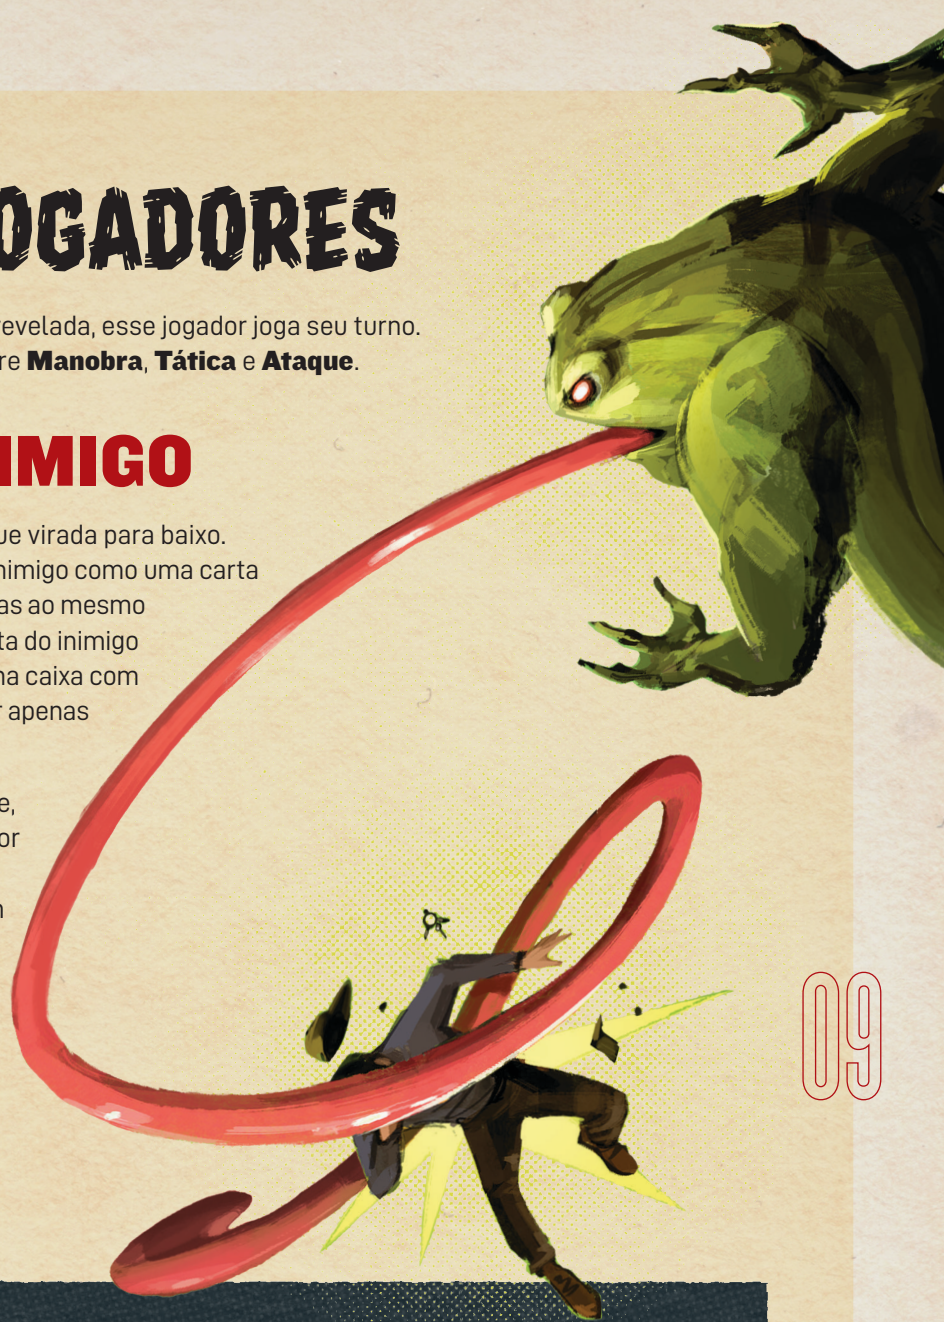 OGADORES
revelada, esse jogador joga seu turno.
re Manobra, Tática e Ataque.
IMIGO
ue virada para baixo.
nimigo como uma carta
as ao mesmo
ta do inimigo
na caixa com
r apenas
e,
or
m
09